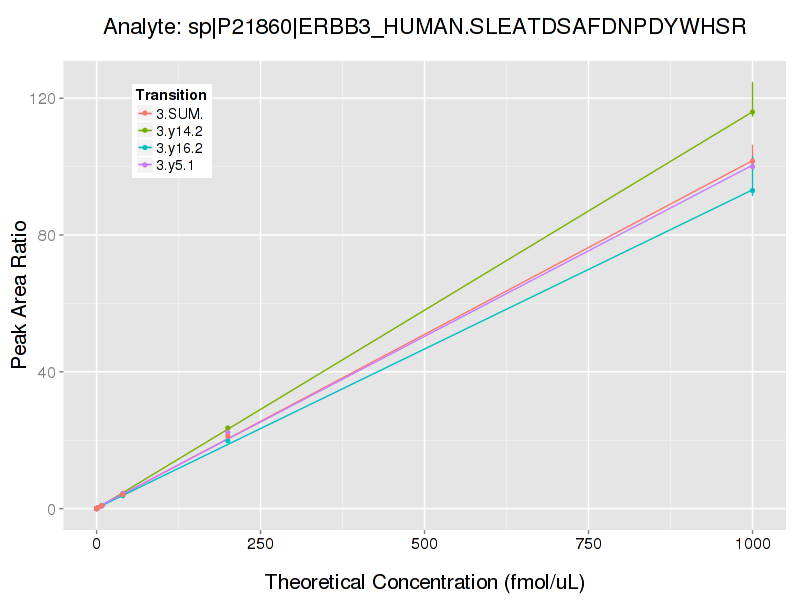 Analyte: sp|P21860|ERBB3_HUMAN.SLEATDSAFDNPDYWHSR
Transition
3.SUM.
3.y14.2
3.y16.2
3.y5.1
120
80
40
0
Peak Area Ratio
0 250 500 750 1000
Theoretical Concentration (fmol/uL)